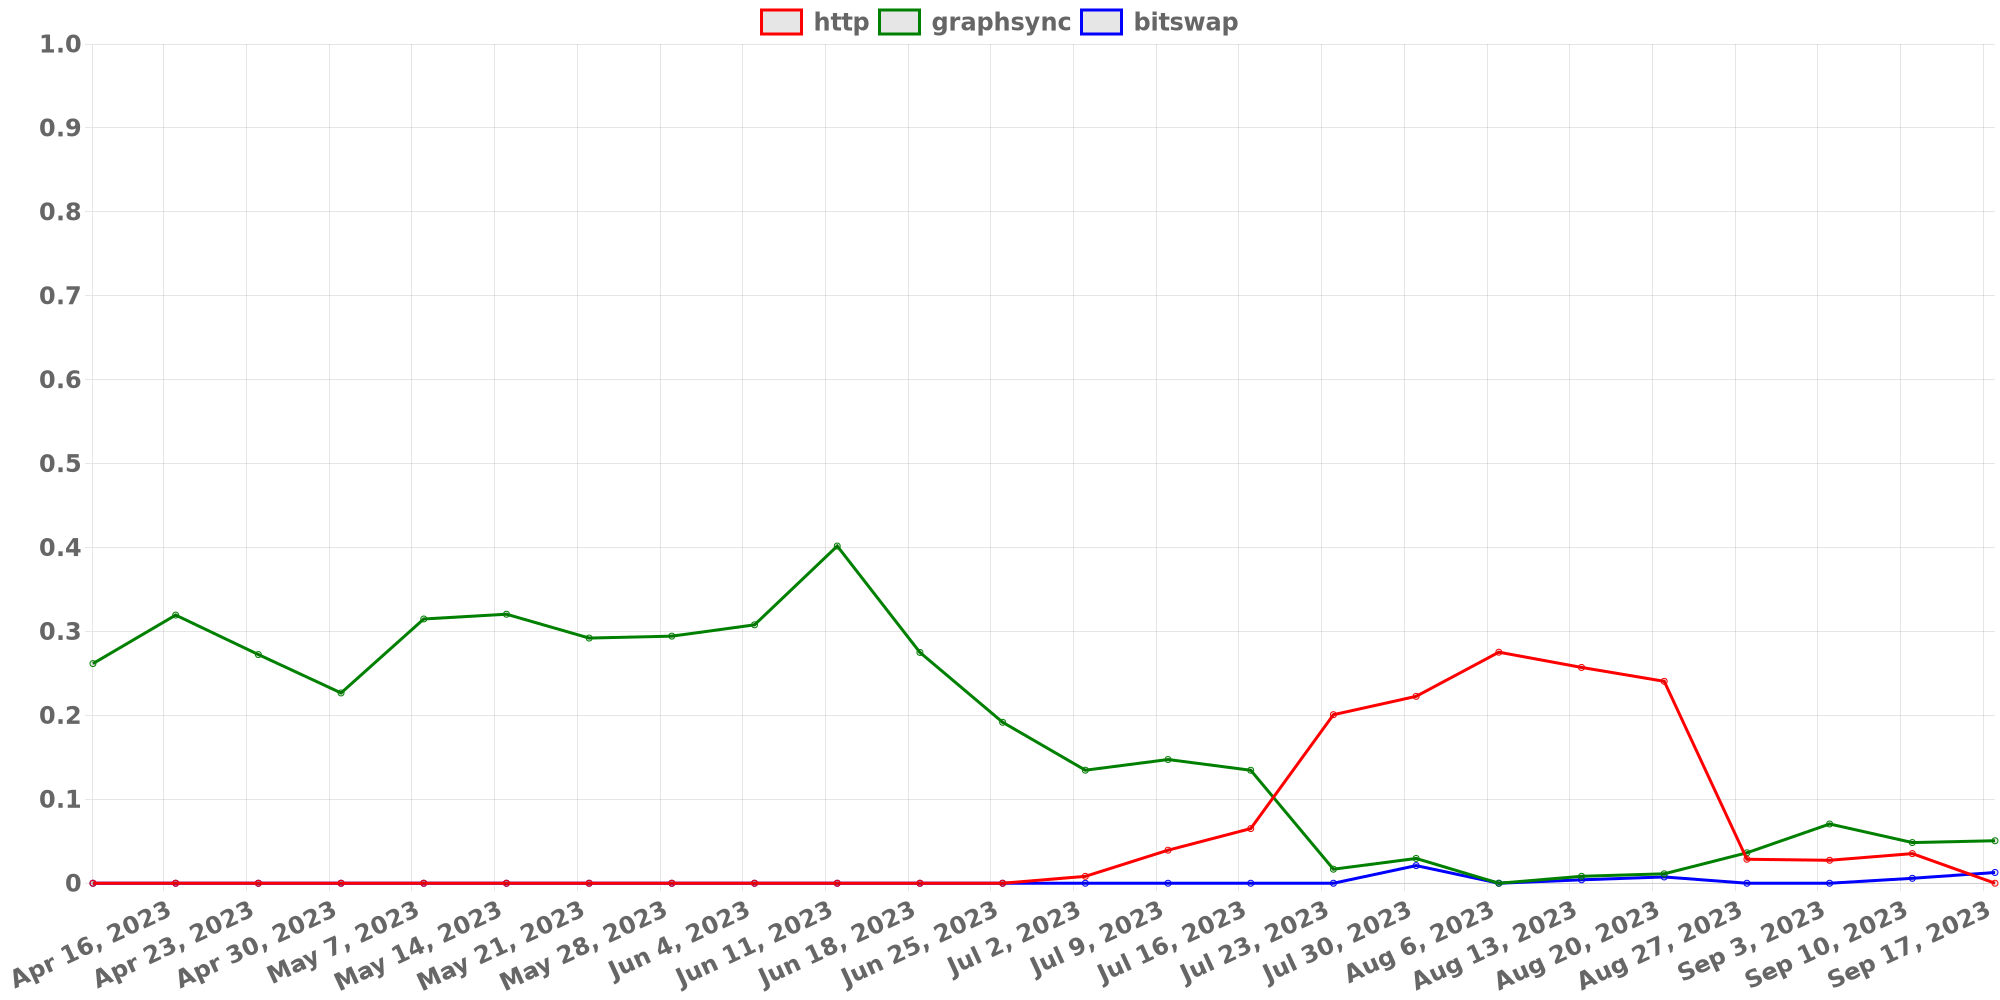 http graphsync bitswap
1.0
0.9
0.8
0.7
0.6
0.5
0.4
0.3
0.2
0.1
0
Apr 16, 2023
Apr 23, 2023
Apr 30, 2023
May 7, 2023
May 14, 2023
May 21, 2023
May 28, 2023
Jun 4, 2023
Jun 11, 2023
Jun 18, 2023
Jun 25, 2023
Jul 2, 2023
Jul 9, 2023
Jul 16, 2023
Jul 23, 2023
Jul 30, 2023
Aug 6, 2023
Aug 13, 2023
Aug 20, 2023
Aug 27, 2023
Sep 3, 2023
Sep 10, 2023
Sep 17, 2023